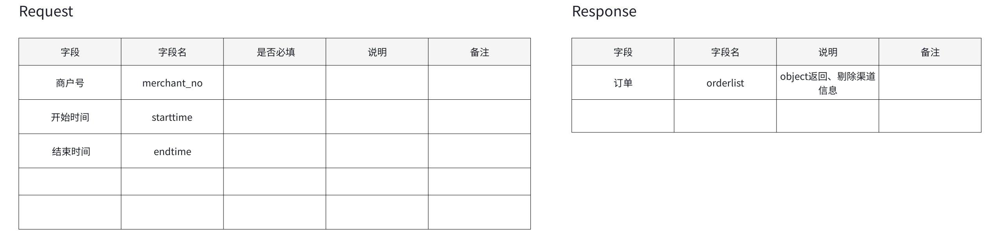 Request
字段 字段名 是否必填 说明 备注
商户号 merchant_no
开始时间 starttime
结束时间 endtime
Response
字段 字段名 说明 备注
订单 orderlist object返回、剔除渠道
信息